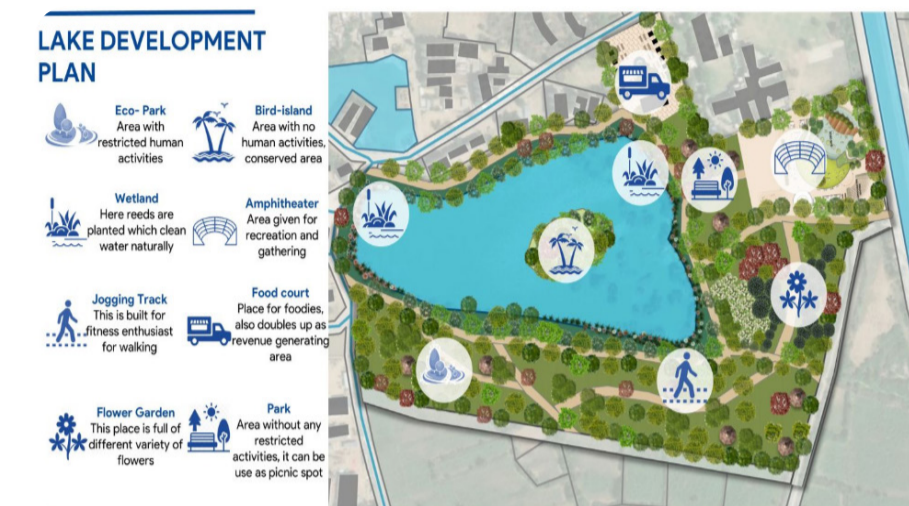 LAKE DEVELOPMENT
PLAN
Eco- Park
Area with
restricted human
activities
Bird-island
Area with no
human activities,
conserved area
Wetland
Here reeds are
planted which clean
water naturally
Amphitheater
Area given for
recreation and
gathering
Jogging Track
This is built for
fitness enthusiast
for walking
Food court
Place for foodies,
also doubles up as
revenue generating
area
Flower Garden
This place is full of
different variety of
flowers
Park
Area without any
restricted
activities, it can be
use as picnic spot